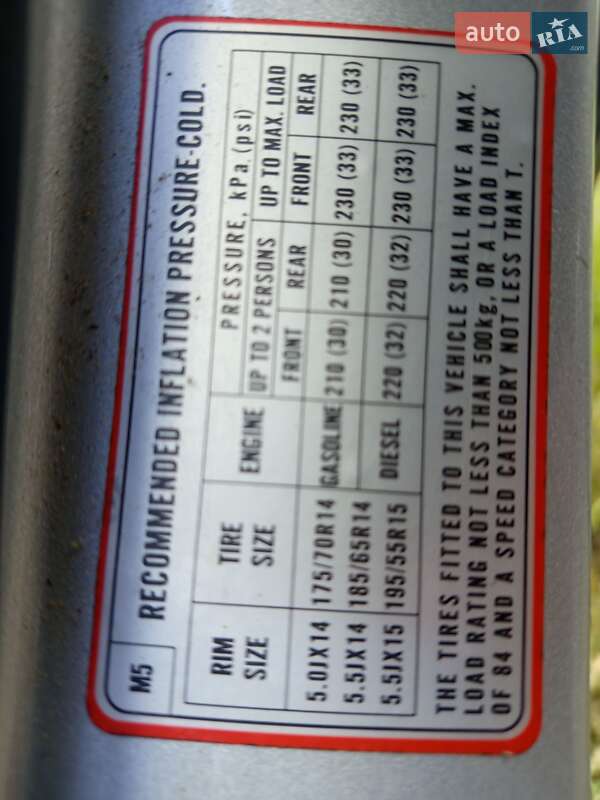 auto RIA.com
M5
RECOMMENDED INFLATION PRESSURE-COLD.
RIM SIZE TIRE SIZE ENGINE PRESSURE, kPa (psi)
UP TO 2 PERSONS UP TO MAX. LOAD
FRONT REAR FRONT REAR
5.0JX14 175/70R14 GASOLINE 210 (30) 210 (30) 230 (33) 230 (33)
5.5JX14 185/65R14
5.5JX15 195/55R15 DIESEL 220 (32) 220 (32) 230 (33) 230 (33)
THE TIRES FITTED TO THIS VEHICLE SHALL HAVE A MAX.
LOAD RATING NOT LESS THAN 500kg, OR A LOAD INDEX
OF 84 AND A SPEED CATEGORY NOT LESS THAN T.